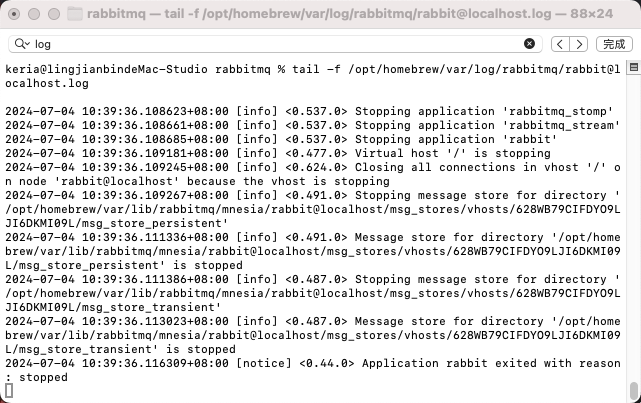 rabbitmq — tail -f /opt/homebrew/var/log/rabbitmq/rabbit@localhost.log — 88×24
log
完成
keria@lingjianbindeMac-Studio rabbitmq % tail -f /opt/homebrew/var/log/rabbitmq/rabbit@l
ocalhost.log
2024-07-04 10:39:36.108623+08:00 [info] <0.537.0> Stopping application 'rabbitmq_stomp'
2024-07-04 10:39:36.108661+08:00 [info] <0.537.0> Stopping application 'rabbitmq_stream'
2024-07-04 10:39:36.108685+08:00 [info] <0.537.0> Stopping application 'rabbit'
2024-07-04 10:39:36.109181+08:00 [info] <0.477.0> Virtual host '/' is stopping
2024-07-04 10:39:36.109245+08:00 [info] <0.624.0> Closing all connections in vhost '/' o
n node 'rabbit@localhost' because the vhost is stopping
2024-07-04 10:39:36.109267+08:00 [info] <0.491.0> Stopping message store for directory '
/opt/homebrew/var/lib/rabbitmq/mnesia/rabbit@localhost/msg_stores/vhosts/628WB79CIFDYO9L
JI6DKMI09L/msg_store_persistent'
2024-07-04 10:39:36.111336+08:00 [info] <0.491.0> Message store for directory '/opt/home
brew/var/lib/rabbitmq/mnesia/rabbit@localhost/msg_stores/vhosts/628WB79CIFDYO9LJI6DKMI09
L/msg_store_persistent' is stopped
2024-07-04 10:39:36.111386+08:00 [info] <0.487.0> Stopping message store for directory '
/opt/homebrew/var/lib/rabbitmq/mnesia/rabbit@localhost/msg_stores/vhosts/628WB79CIFDYO9L
JI6DKMI09L/msg_store_transient'
2024-07-04 10:39:36.113023+08:00 [info] <0.487.0> Message store for directory '/opt/home
brew/var/lib/rabbitmq/mnesia/rabbit@localhost/msg_stores/vhosts/628WB79CIFDYO9LJI6DKMI09
L/msg_store_transient' is stopped
2024-07-04 10:39:36.116309+08:00 [notice] <0.44.0> Application rabbit exited with reason
: stopped